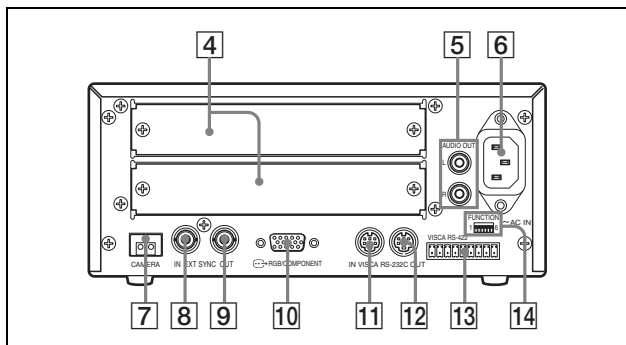 4 5 6
AUDIO OUT
L
R
FUNCTION
1 6
~AC IN
VISCA RS-422
CAMERA
IN EXT SYNC OUT
RGB/COMPONENT
IN VISCA RS-232C OUT
7 8 9 10 11 12 13 14